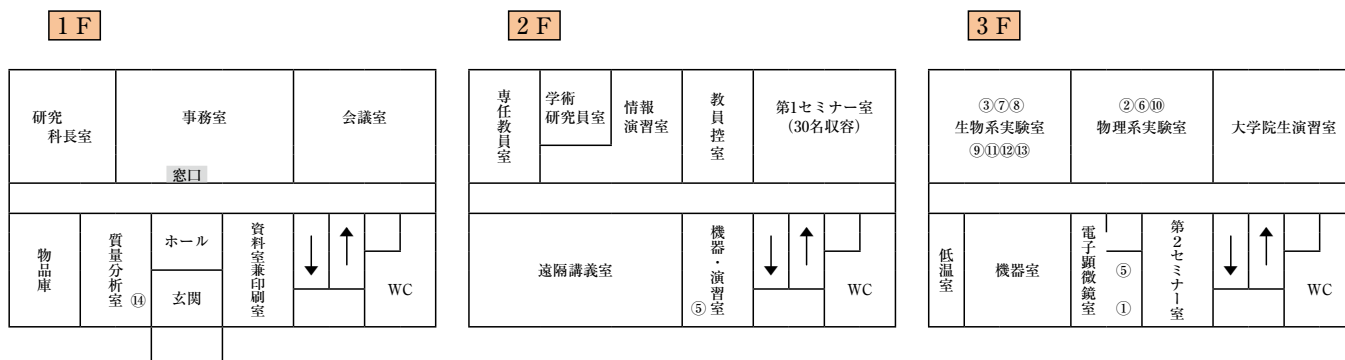 1 F
研究
科長室
事務室
窓口
会議室
物品庫
質量分析室
⑭
ホール
玄関
資料室兼印刷室
WC
2 F
専任教員室
学術
研究員室
情報
演習室
教員控室
第1セミナー室
(30名収容)
遠隔講義室
機器・演習室
⑤
WC
3 F
③⑦⑧
生物系実験室
⑨⑪⑫⑬
②⑥⑩
物理系実験室
大学院生演習室
低温室
機器室
電子顕微鏡室
⑤
①
第2セミナー室
WC